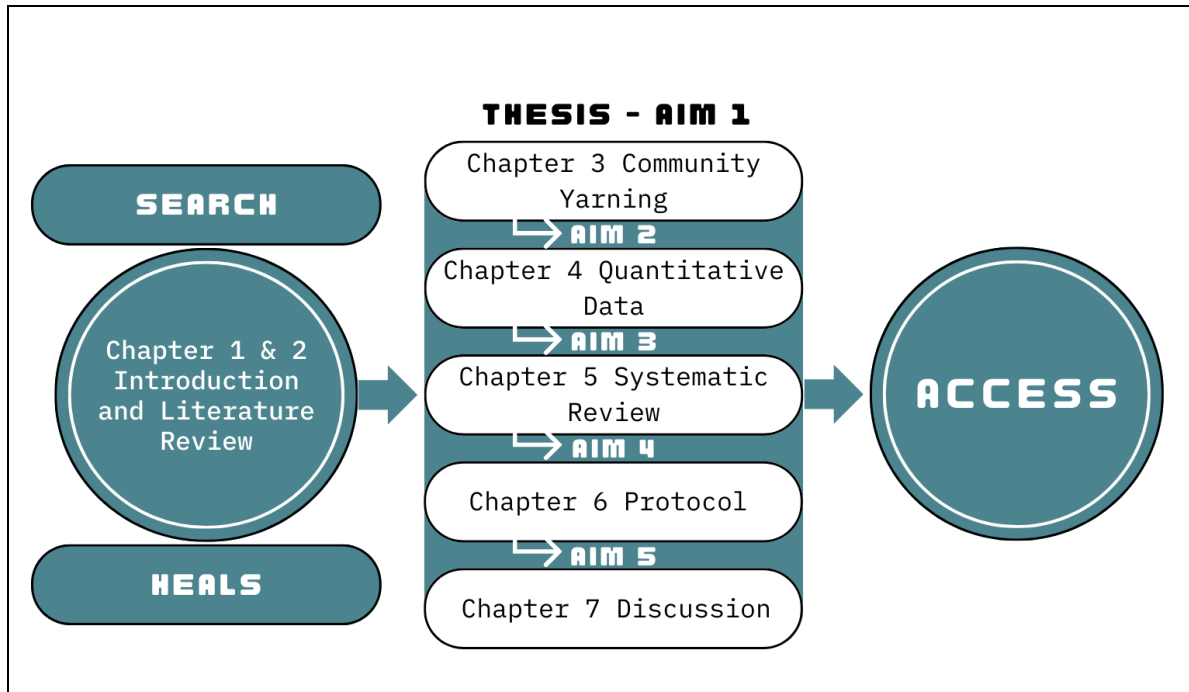 SEARCH
Chapter 1 & 2
Introduction
and Literature
Review
HEALS
THESIS - AIM 1
Chapter 3 Community
Yarning
AIM 2
Chapter 4 Quantitative
Data
AIM 3
Chapter 5 Systematic
Review
AIM 4
Chapter 6 Protocol
AIM 5
Chapter 7 Discussion
ACCESS